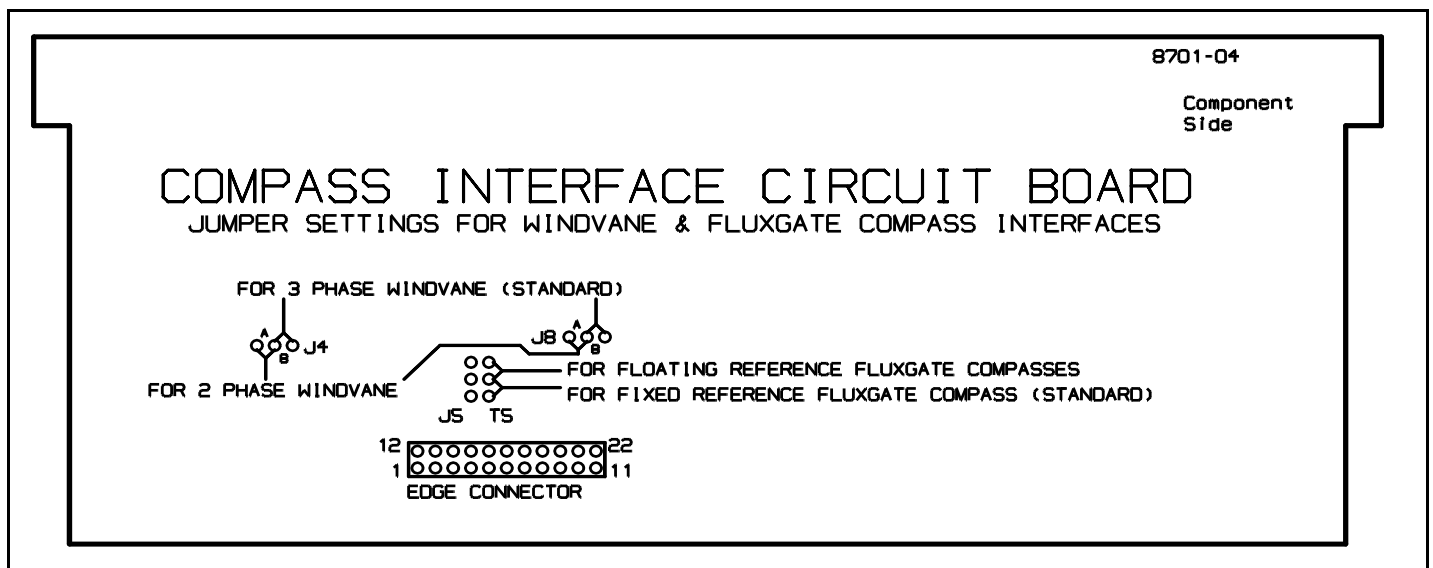 8701-04
Component
Side
COMPASS INTERFACE CIRCUIT BOARD
JUMPER SETTINGS FOR WINDVANE & FLUXGATE COMPASS INTERFACES
FOR 3 PHASE WINDVANE (STANDARD)
A
B
J4
J8
A
B
FOR 2 PHASE WINDVANE
FOR FLOATING REFERENCE FLUXGATE COMPASSES
FOR FIXED REFERENCE FLUXGATE COMPASS (STANDARD)
J5 T5
12 22
1 11
EDGE CONNECTOR